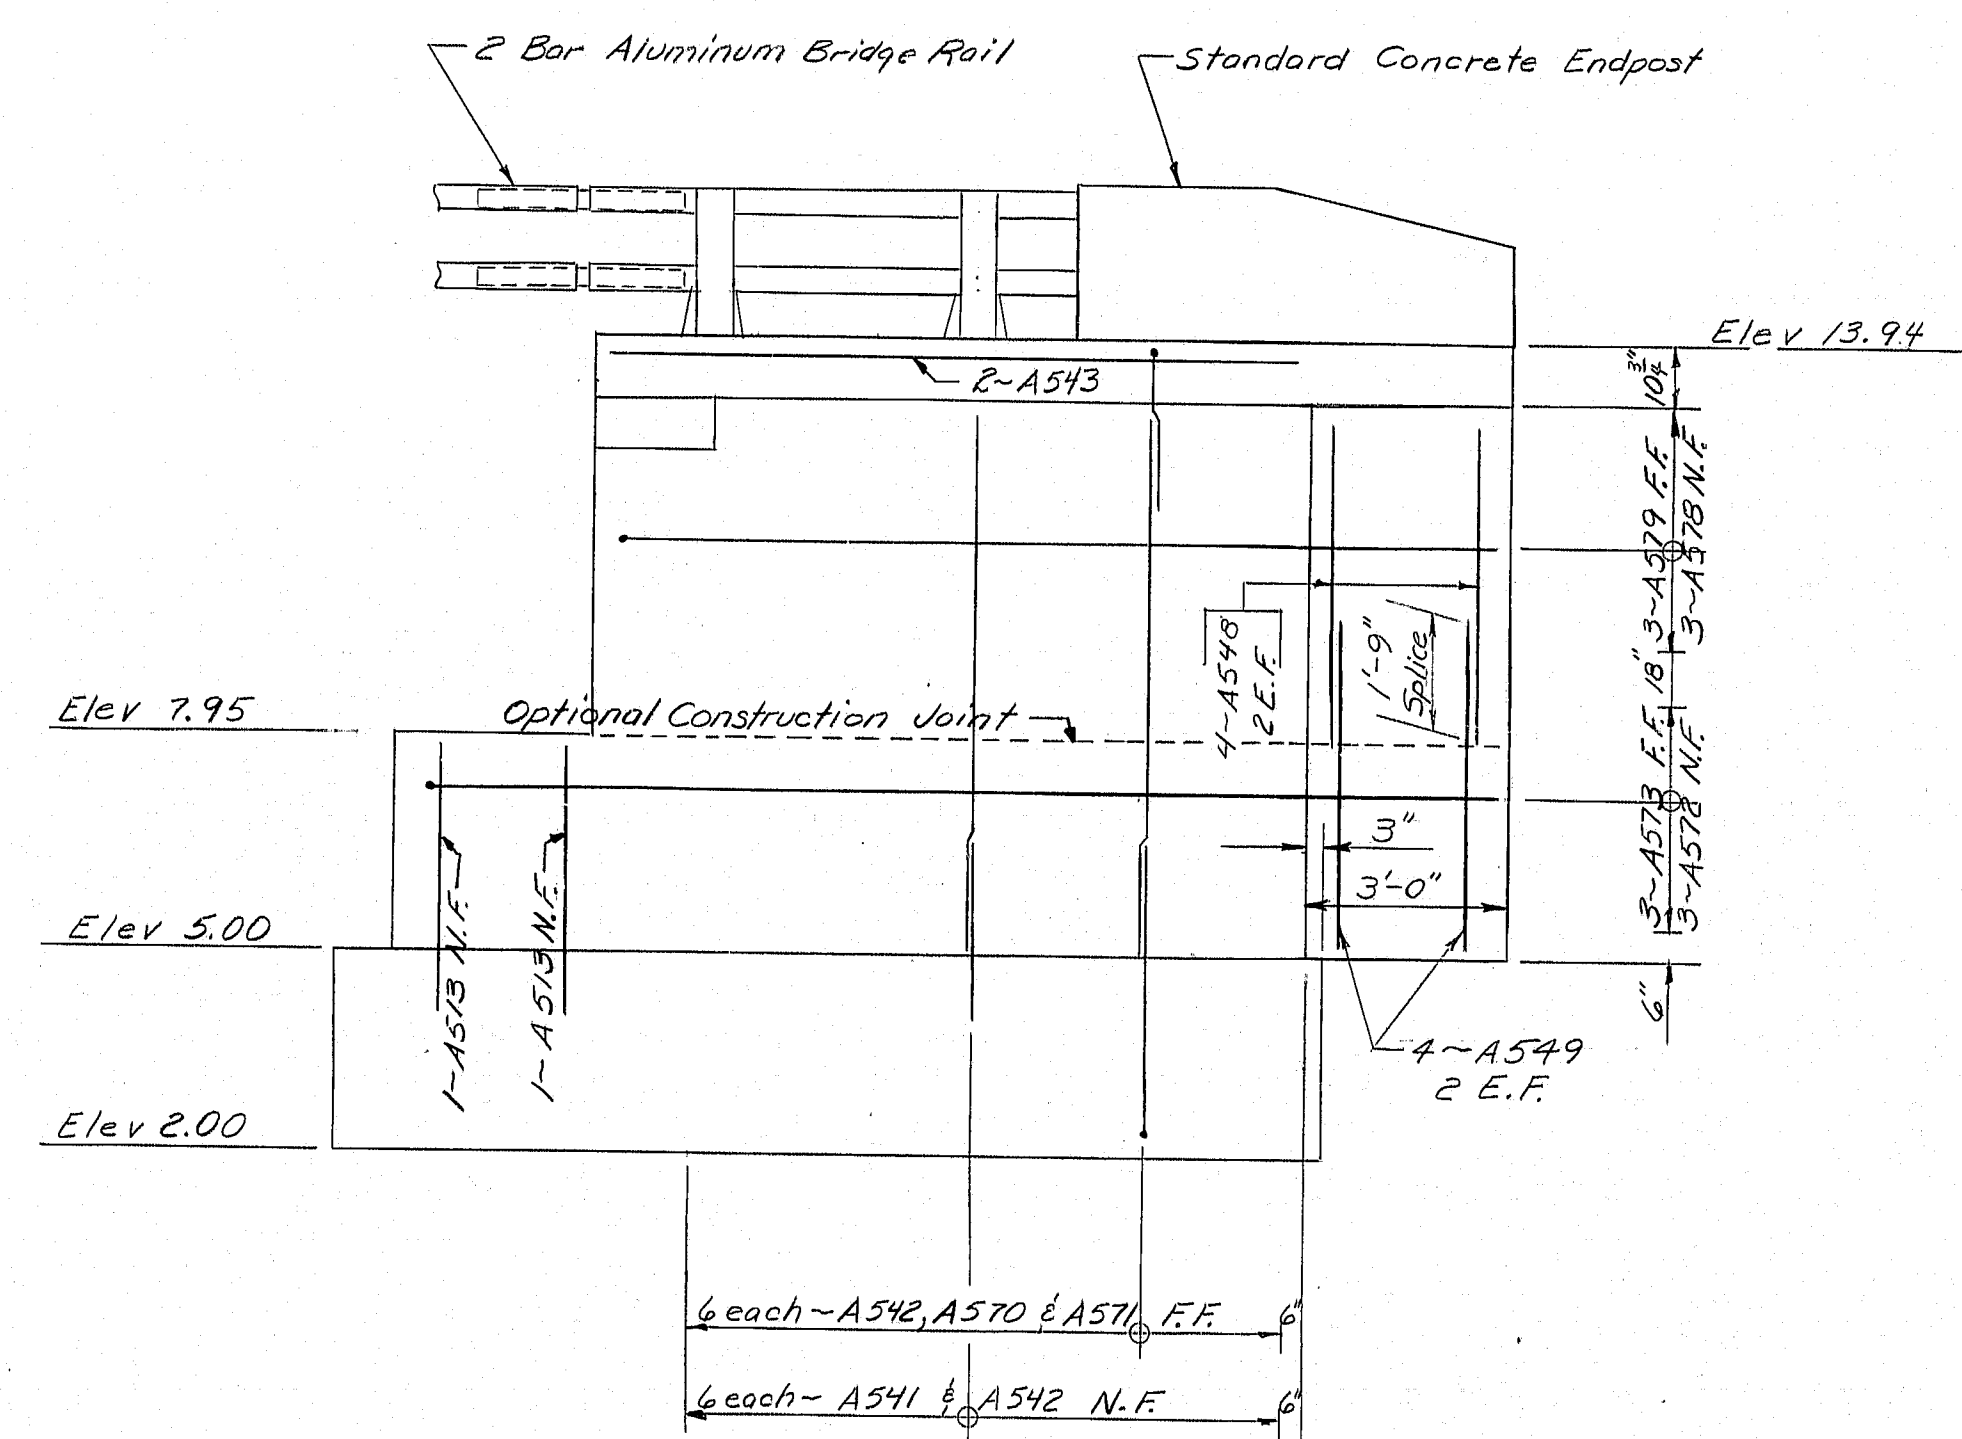 2 Bar Aluminum Bridge Rail
Standard Concrete Endpost
Elev 13.94
10 3/4"
2~A543
3~A579 F.F.
3~A578 N.F.
18"
4~A548
2 E.F.
1'-9"
Splice
Elev 7.95
Optional Construction Joint
3~A573 F.F.
3~A572 N.F.
3"
3'-0"
Elev 5.00
1~A513 N.F.
1~A513 N.F.
6"
4~A549
2 E.F.
Elev 2.00
6 each~A542, A570 & A571 F.F.
6"
6 each~ A541 & A542 N.F.
6"